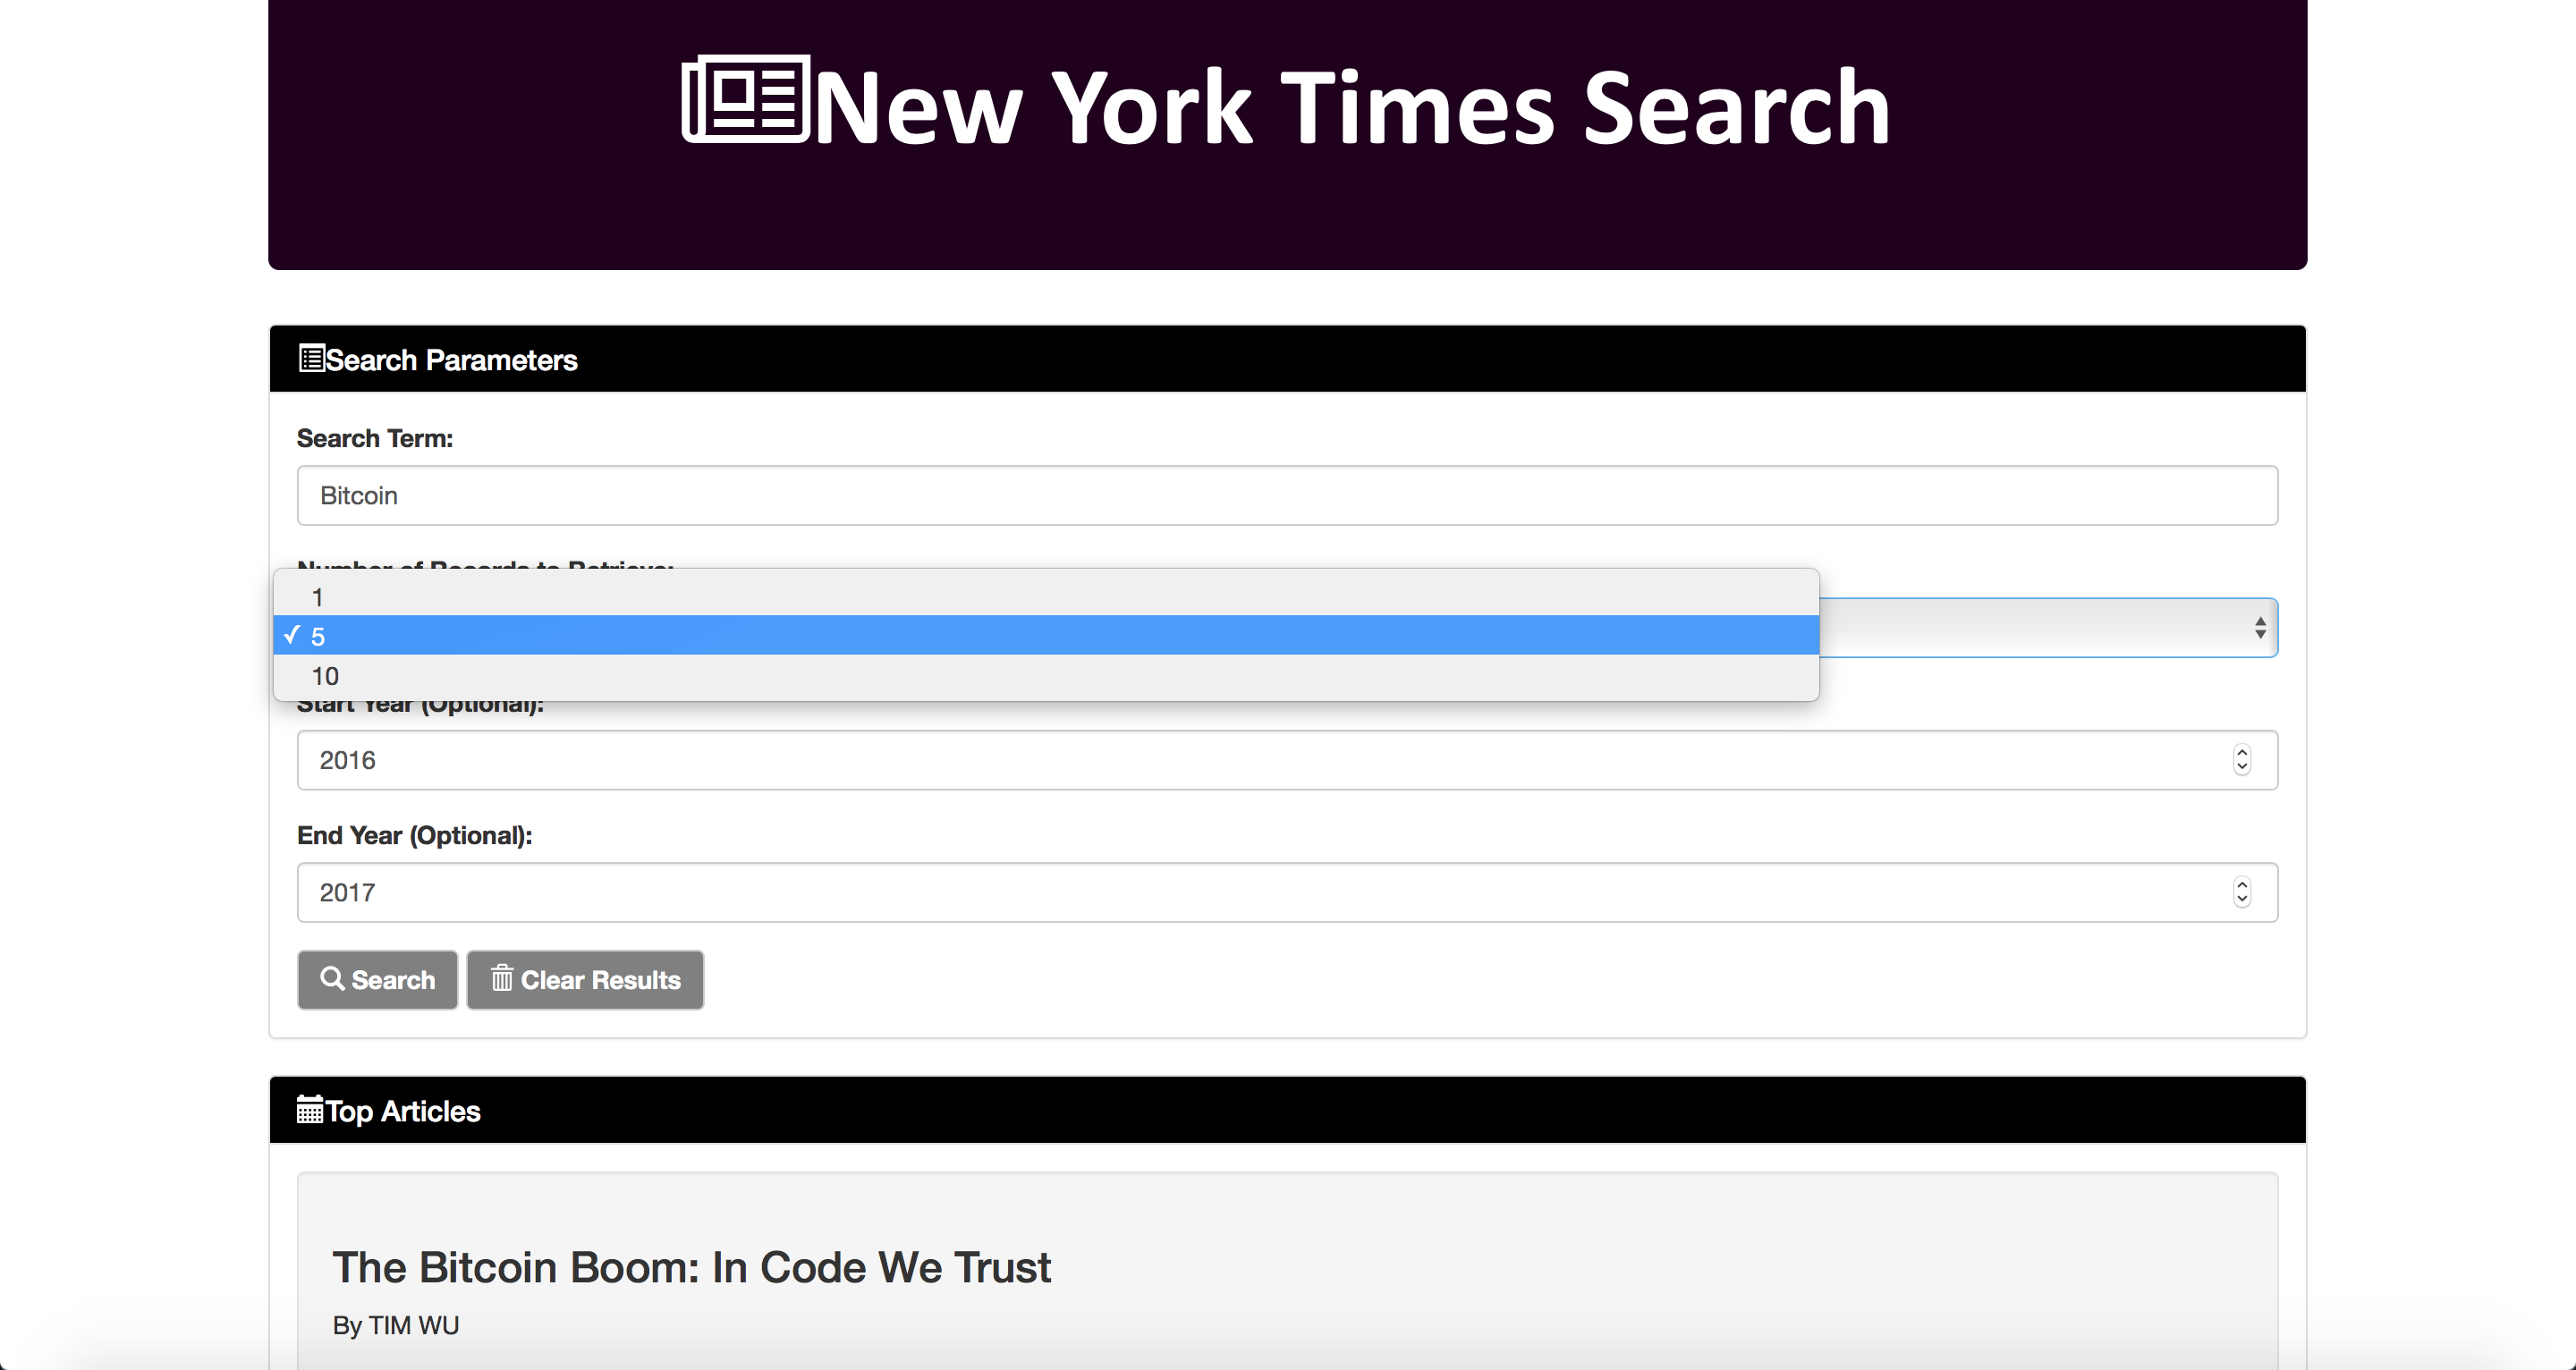 New York Times Search
Search Parameters
Search Term:
Bitcoin
Number of Records to Retrieve:
1
✓ 5
10
Start Year (Optional):
2016
End Year (Optional):
2017
Search
Clear Results
Top Articles
The Bitcoin Boom: In Code We Trust
By TIM WU